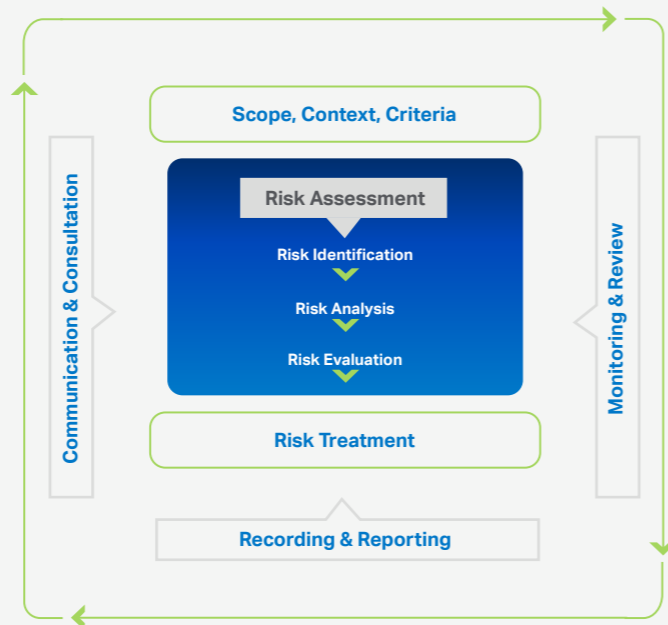 Scope, Context, Criteria
Communication & Consultation
Risk Assessment
Risk Identification
Risk Analysis
Risk Evaluation
Monitoring & Review
Risk Treatment
Recording & Reporting